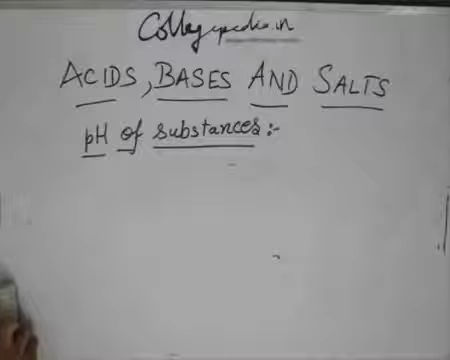 Collegepedia.in
ACIDS, BASES AND SALTS
pH of substances :-